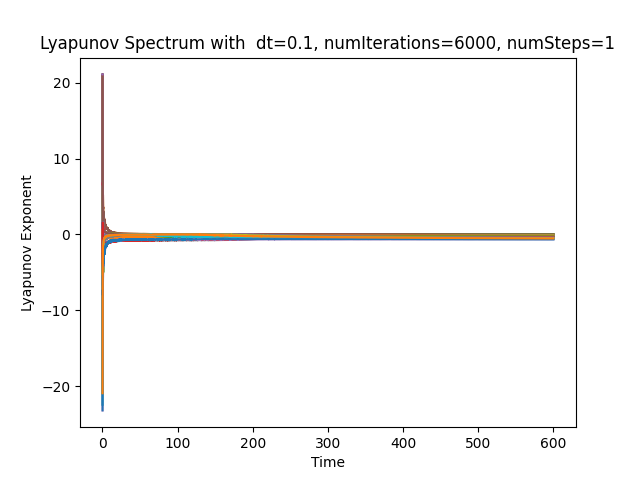 Lyapunov Spectrum with  dt=0.1, numIterations=6000, numSteps=1
20
10
0
−10
−20
Lyapunov Exponent
0 100 200 300 400 500 600
Time